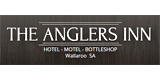 THE ANGLERS INN
HOTEL - MOTEL - BOTTLESHOP
Wallaroo SA